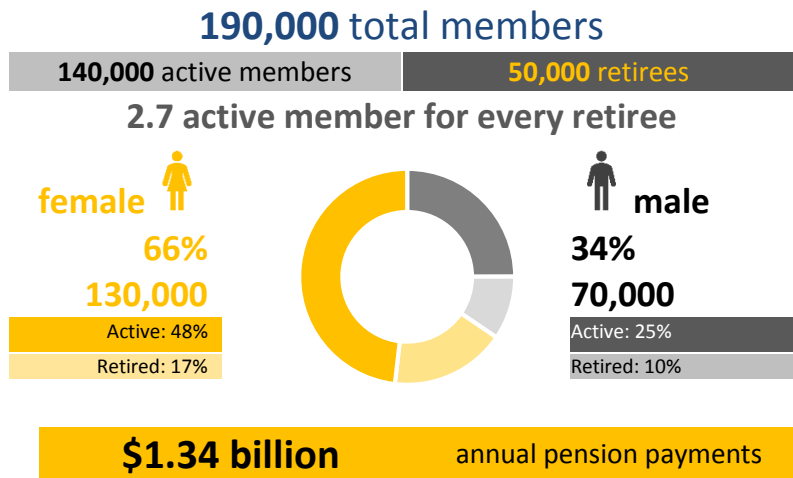 190,000 total members
140,000 active members
50,000 retirees
2.7 active member for every retiree
female
66%
130,000
Active: 48%
Retired: 17%
male
34%
70,000
Active: 25%
Retired: 10%
$1.34 billion
annual pension payments